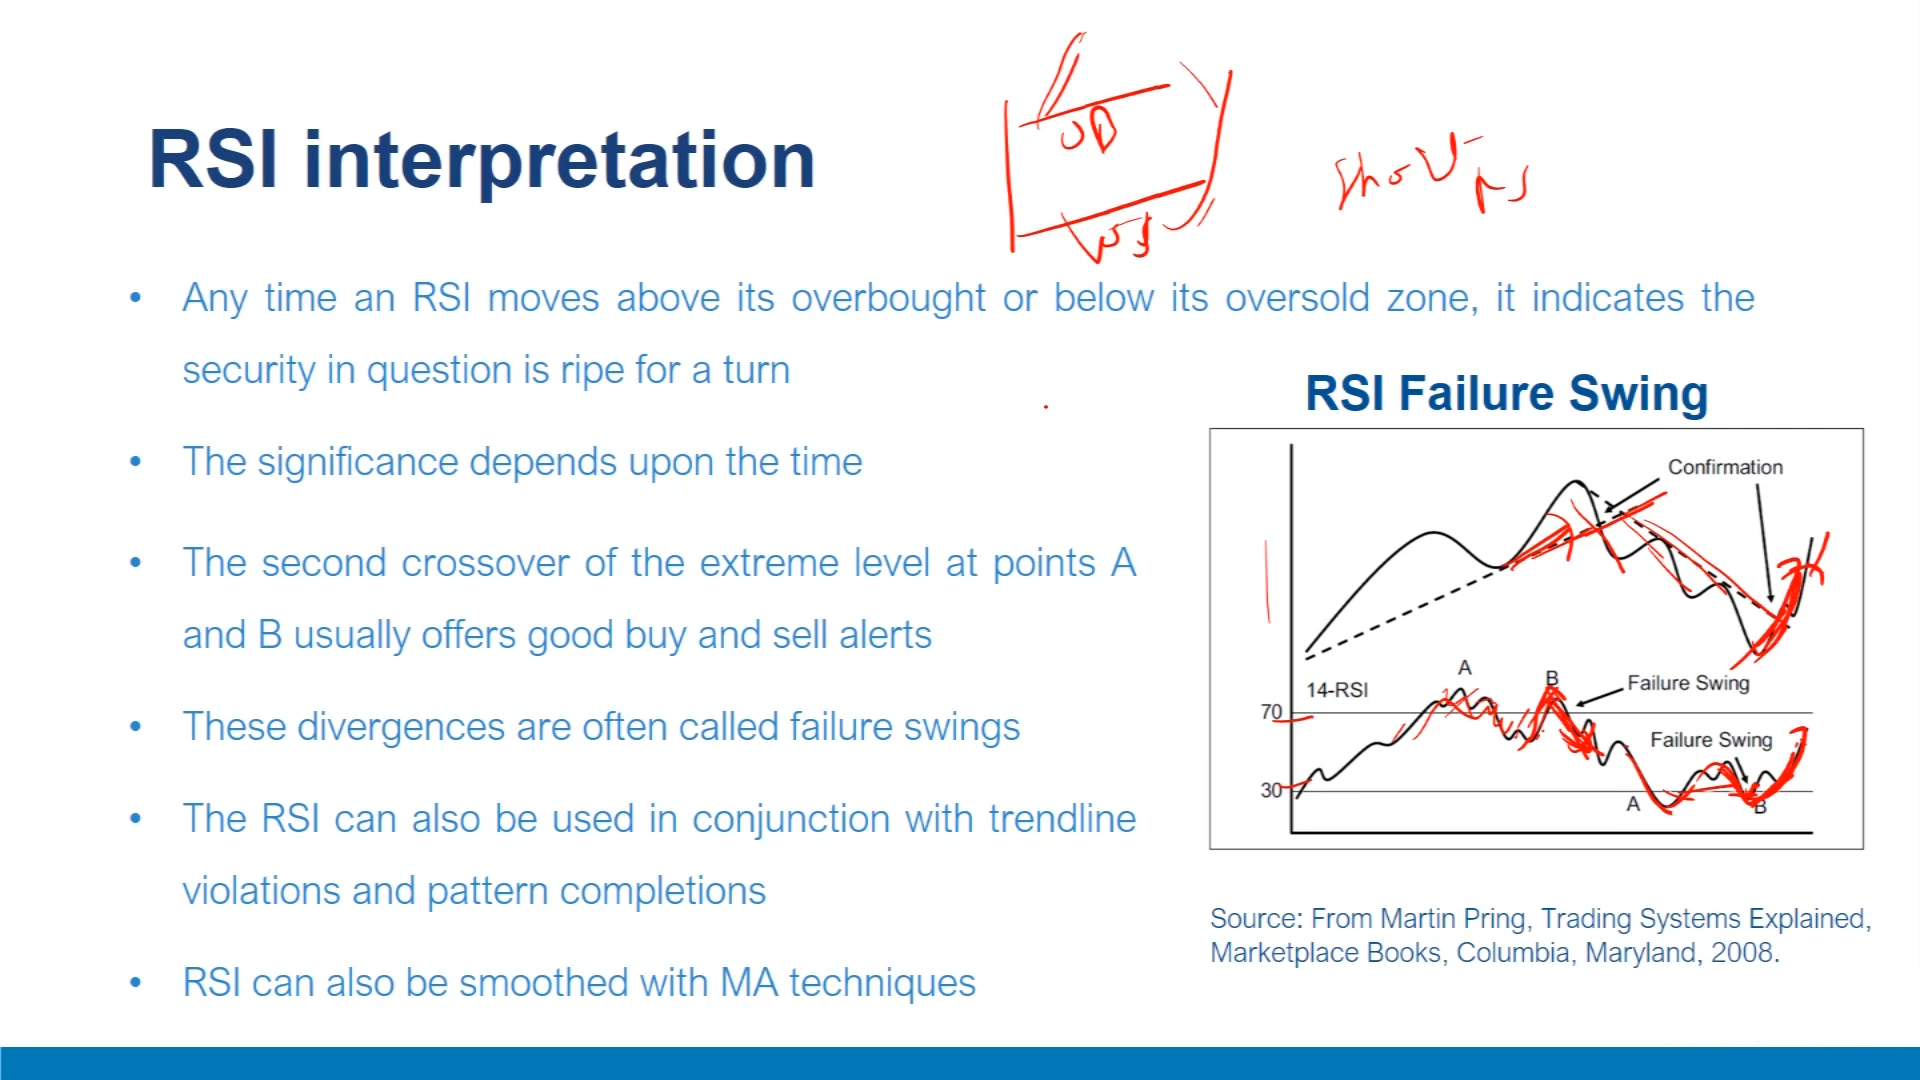 RSI interpretation
• Any time an RSI moves above its overbought or below its oversold zone, it indicates the
security in question is ripe for a turn
• The significance depends upon the time
• The second crossover of the extreme level at points A
and B usually offers good buy and sell alerts
• These divergences are often called failure swings
• The RSI can also be used in conjunction with trendline
violations and pattern completions
• RSI can also be smoothed with MA techniques
RSI Failure Swing
Confirmation
A
B
Failure Swing
14-RSI
70
Failure Swing
30
A
B
Source: From Martin Pring, Trading Systems Explained,
Marketplace Books, Columbia, Maryland, 2008.